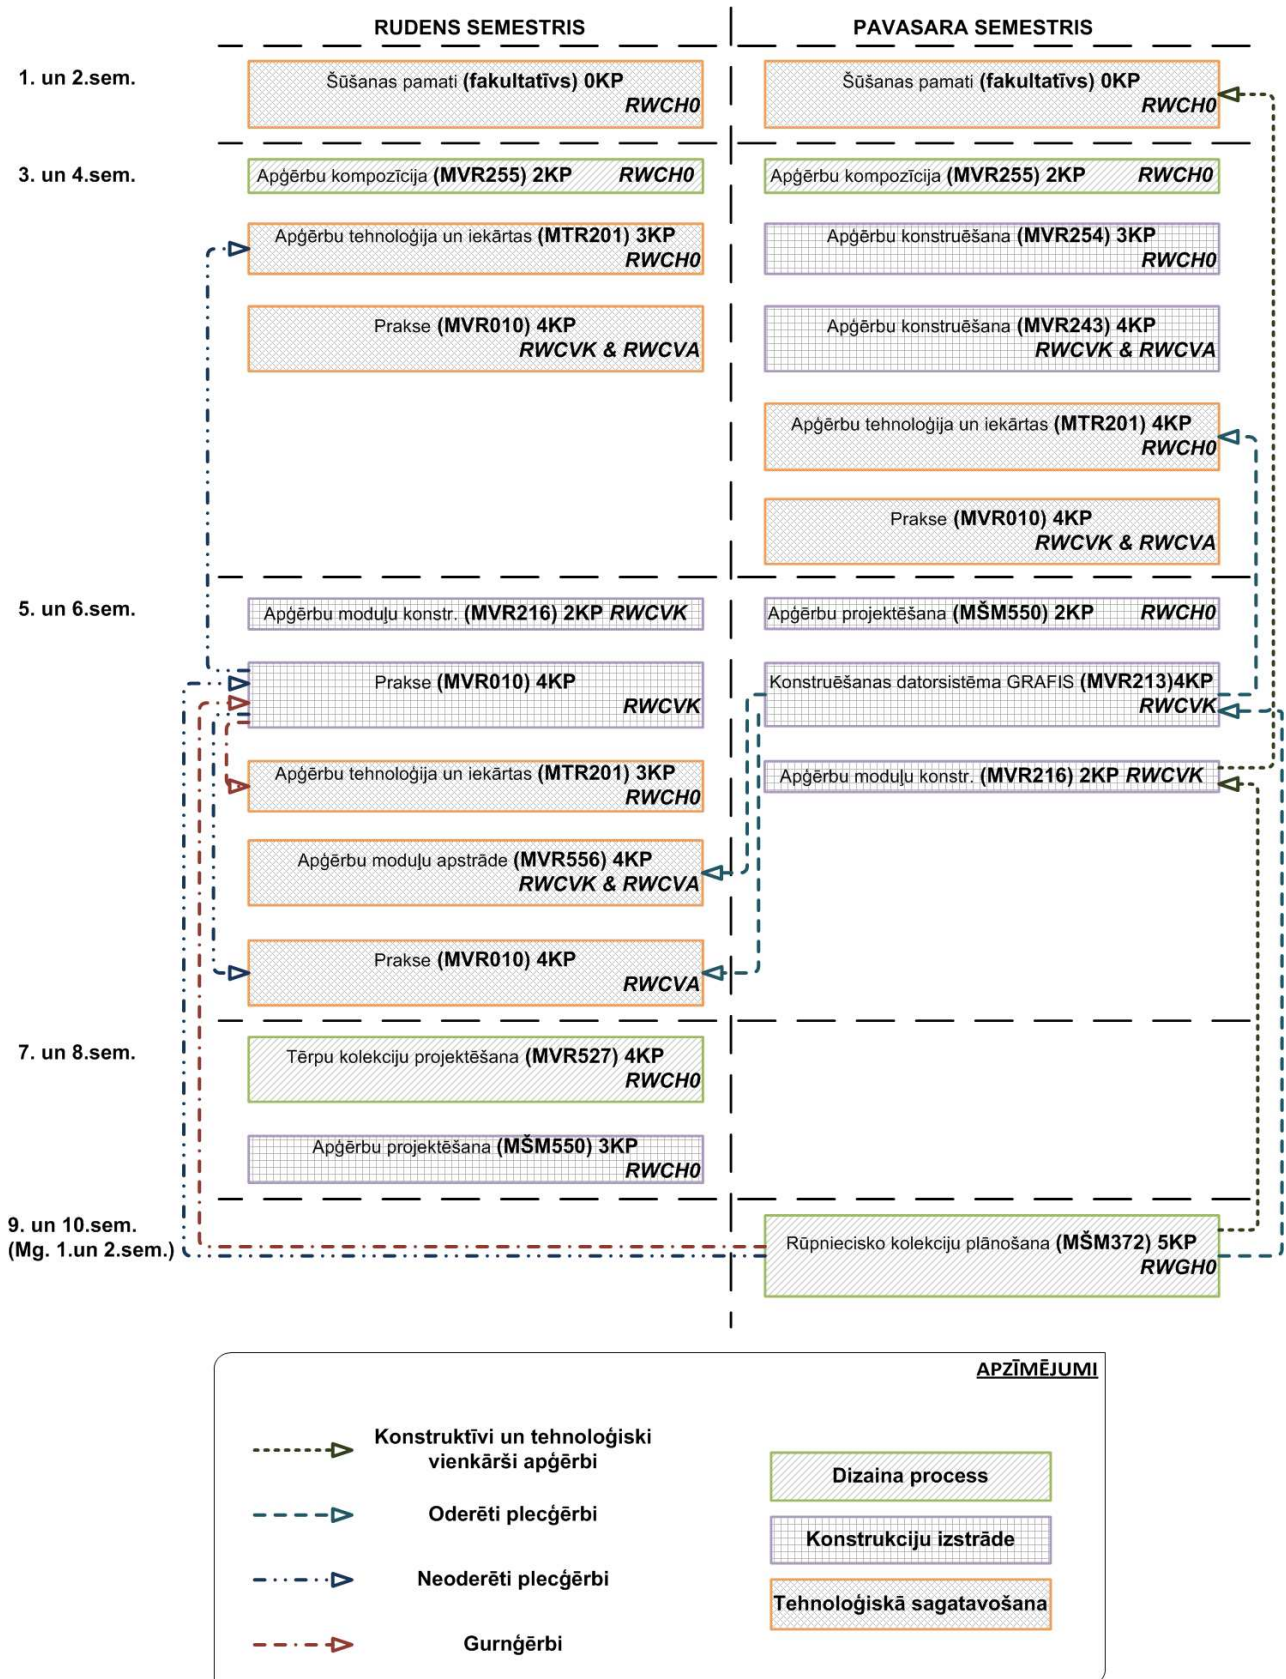 RUDENS SEMESTRIS
PAVASARA SEMESTRIS
1. un 2.sem.
Šūšanas pamati (fakultatīvs) 0KP
RWCH0
Šūšanas pamati (fakultatīvs) 0KP
RWCH0
3. un 4.sem.
Apģērbu kompozīcija (MVR255) 2KP RWCH0
Apģērbu kompozīcija (MVR255) 2KP RWCH0
Apģērbu tehnoloģija un iekārtas (MTR201) 3KP
RWCH0
Apģērbu konstruēšana (MVR254) 3KP
RWCH0
Prakse (MVR010) 4KP
RWCVK & RWCVA
Apģērbu konstruēšana (MVR243) 4KP
RWCVK & RWCVA
Apģērbu tehnoloģija un iekārtas (MTR201) 4KP
RWCH0
Prakse (MVR010) 4KP
RWCVK & RWCVA
5. un 6.sem.
Apģērbu moduļu konstr. (MVR216) 2KP RWCVK
Apģērbu projektēšana (MŠM550) 2KP RWCH0
Prakse (MVR010) 4KP
RWCVK
Konstruēšanas datorsistēma GRAFIS (MVR213)4KP
RWCVK
Apģērbu tehnoloģija un iekārtas (MTR201) 3KP
RWCH0
Apģērbu moduļu konstr. (MVR216) 2KP RWCVK
Apģērbu moduļu apstrāde (MVR556) 4KP
RWCVK & RWCVA
Prakse (MVR010) 4KP
RWCVA
7. un 8.sem.
Tērpu kolekciju projektēšana (MVR527) 4KP
RWCH0
Apģērbu projektēšana (MŠM550) 3KP
RWCH0
9. un 10.sem.
(Mg. 1.un 2.sem.)
Rūpniecisko kolekciju plānošana (MŠM372) 5KP
RWGH0
APZĪMĒJUMI
Konstruktīvi un tehnoloģiski
vienkārši apģērbi
Oderēti plecģērbi
Neoderēti plecģērbi
Gurnģērbi
Dizaina process
Konstrukciju izstrāde
Tehnoloģiskā sagatavošana